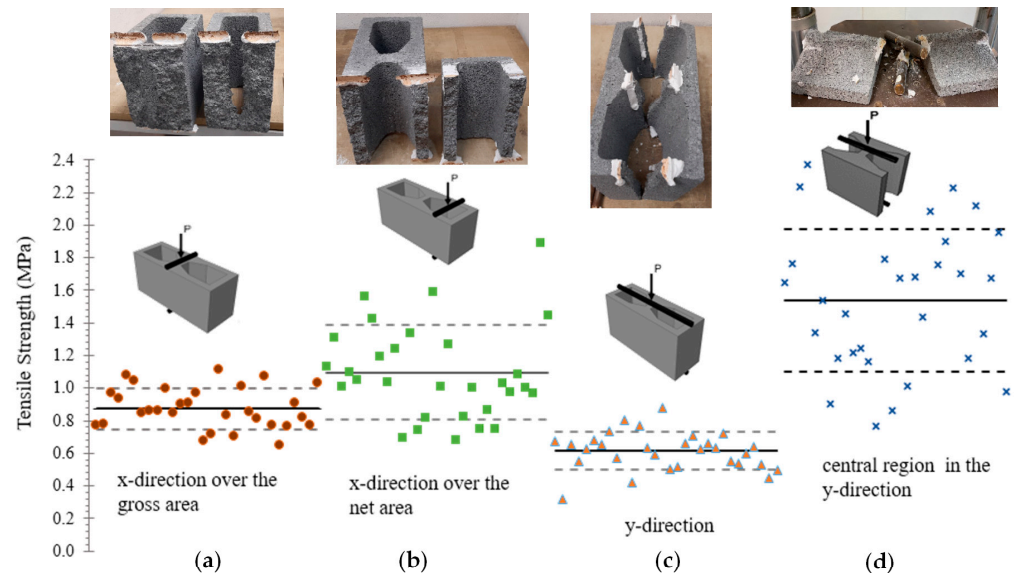 Tensile Strength (MPa)
2.4
2.2
2.0
1.8
1.6
1.4
1.2
1.0
0.8
0.6
0.4
0.2
0.0
P
P
P
P
x-direction over the
gross area
x-direction over the
net area
y-direction
central region in the
y-direction
(a)
(b)
(c)
(d)